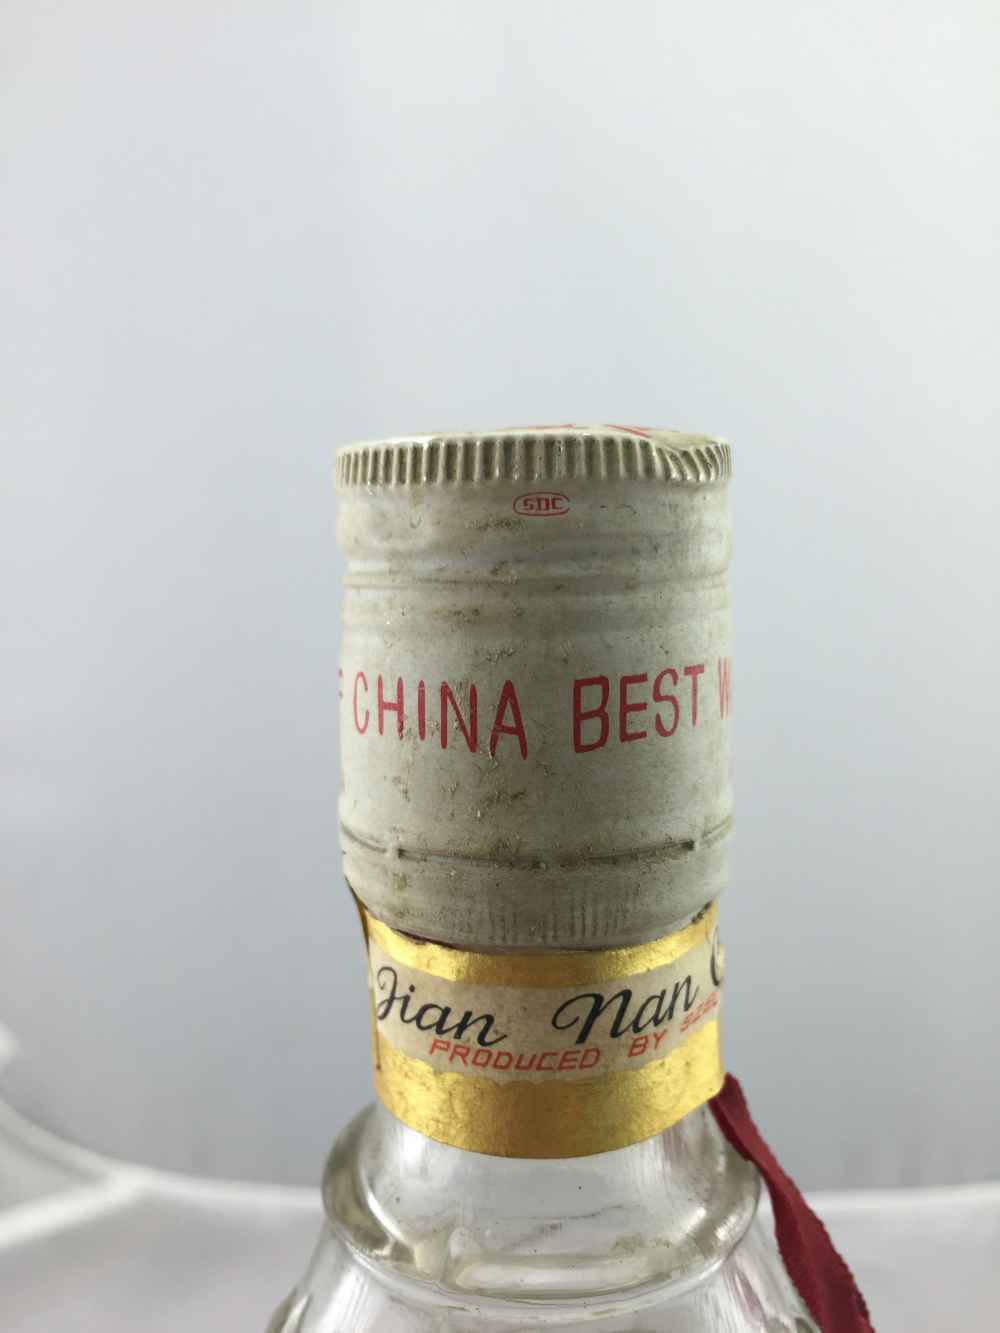 SDC
CHINA BEST
Jian Nan
PRODUCED BY